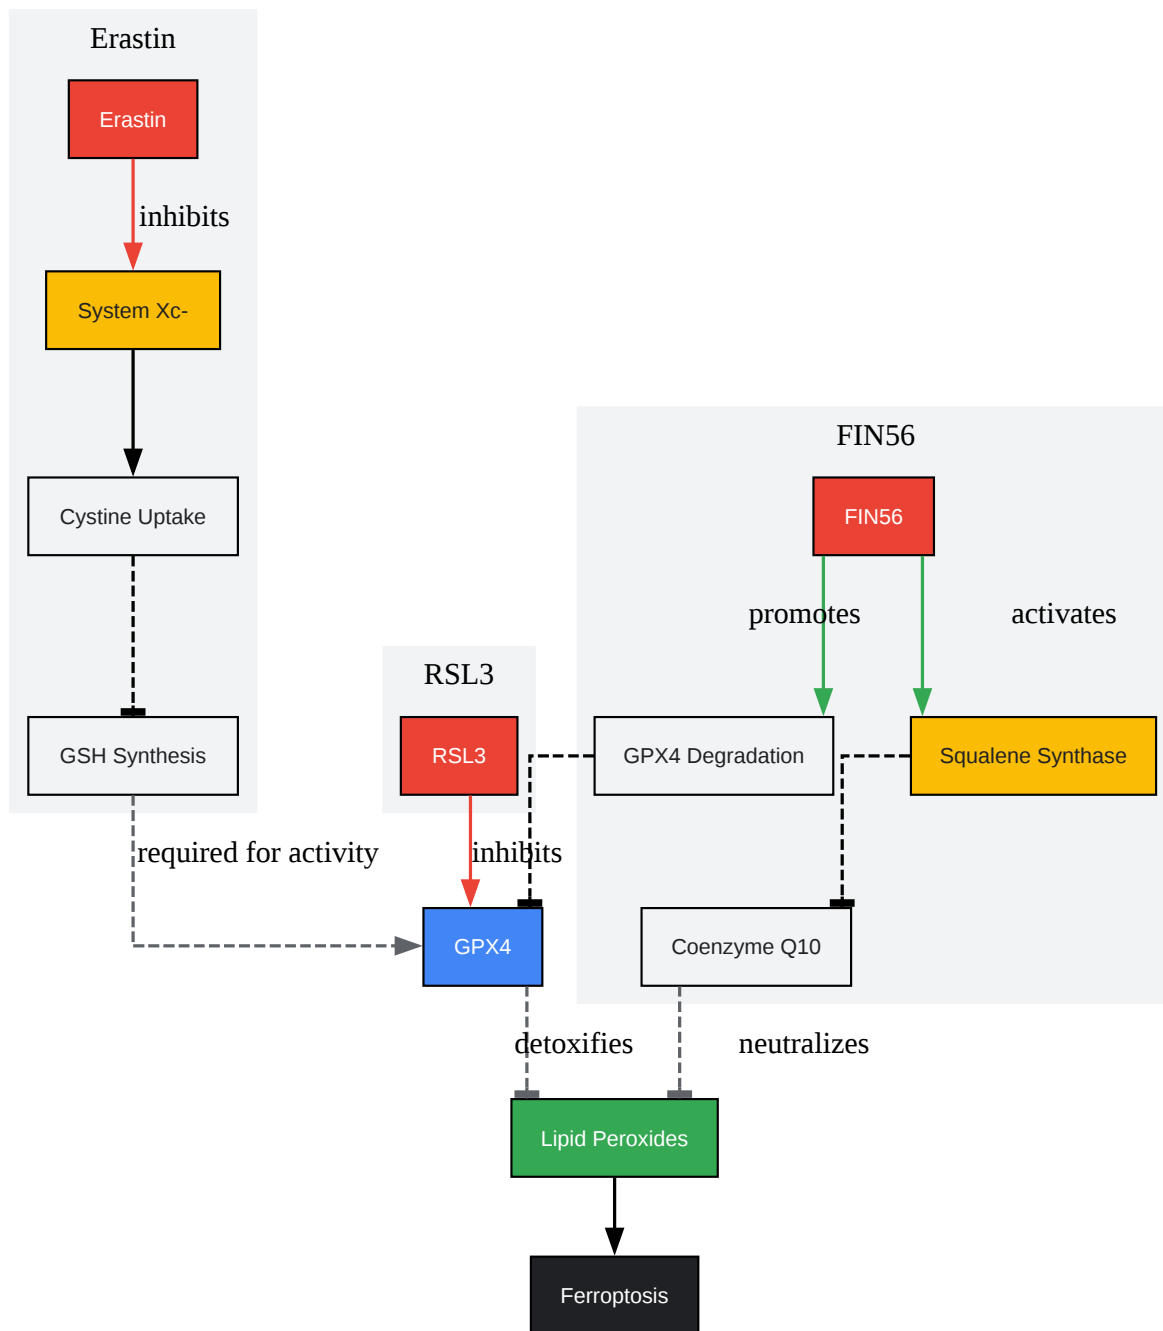 Erastin
Erastin
inhibits
System Xc-
Cystine Uptake
FIN56
FIN56
promotes
activates
RSL3
GSH Synthesis
RSL3
GPX4 Degradation
Squalene Synthase
required for activity
inhibits
GPX4
Coenzyme Q10
detoxifies
neutralizes
Lipid Peroxides
Ferroptosis